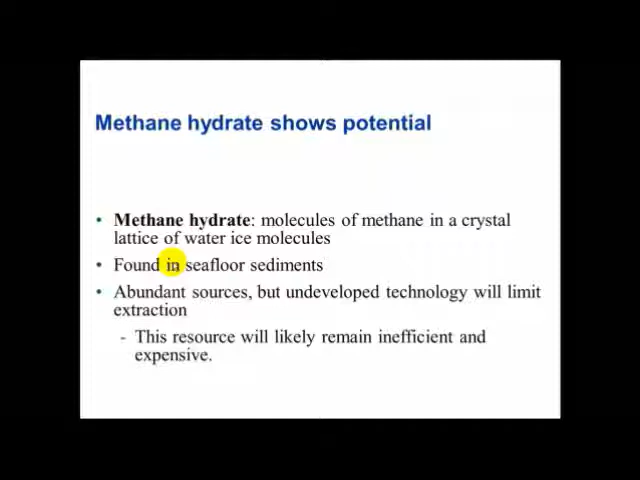 Methane hydrate shows potential
• Methane hydrate: molecules of methane in a crystal
lattice of water ice molecules
• Found in seafloor sediments
• Abundant sources, but undeveloped technology will limit
extraction
- This resource will likely remain inefficient and
expensive.